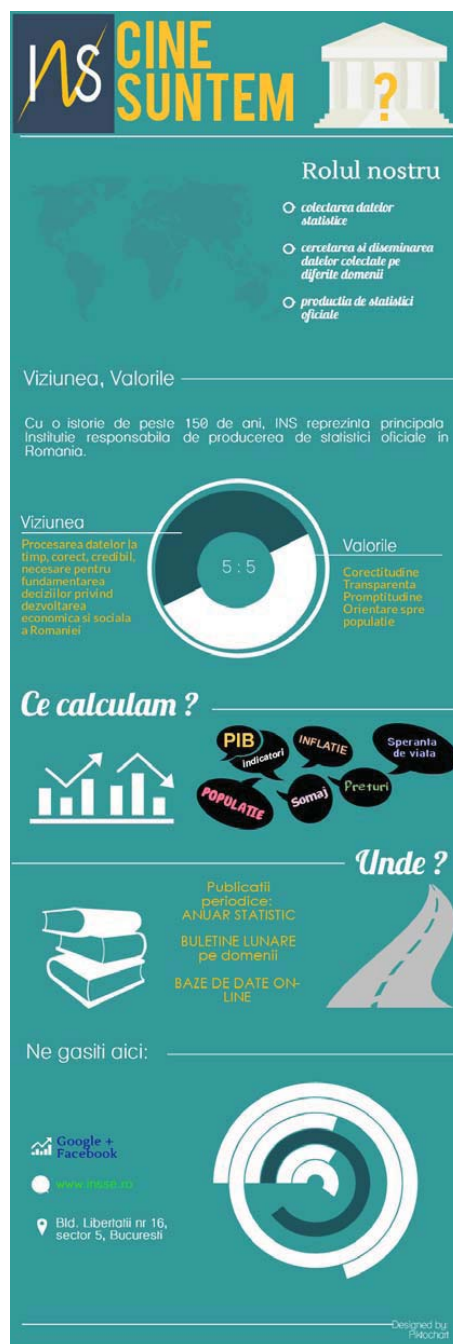 INS
CINE
SUNTEM
?
Rolul nostru
colectarea datelor
statistice
cercetarea si diseminarea
datelor colectate pe
diferite domenii
productia de statistici
oficiale
Viziunea, Valorile
Cu o istorie de peste 150 de ani, INS reprezinta principala
Institutie responsabila de producerea de statistici oficiale in
Romania.
Viziunea
Procesarea datelor la
timp, corect, credibil,
necesare pentru
fundamentarea
deciziilor privind
dezvoltarea
economica si sociala
a Romaniei
5 : 5
Valorile
Corectitudine
Transparenta
Promptitudine
Orientare spre
populatie
Ce calculam ?
PIB
Indicatori
INFLATIE
Speranta
de viata
POPULATIE
Somaj
Preturi
Unde ?
Publicatii
periodice:
ANUAR STATISTIC
BULETINE LUNARE
pe domenii
BAZE DE DATE ON-
LINE
Ne gasiti aici:
Google +
Facebook
www.insse.ro
Bld. Libertatii nr 16,
sector 5, Bucuresti
Designed by:
Piktochart